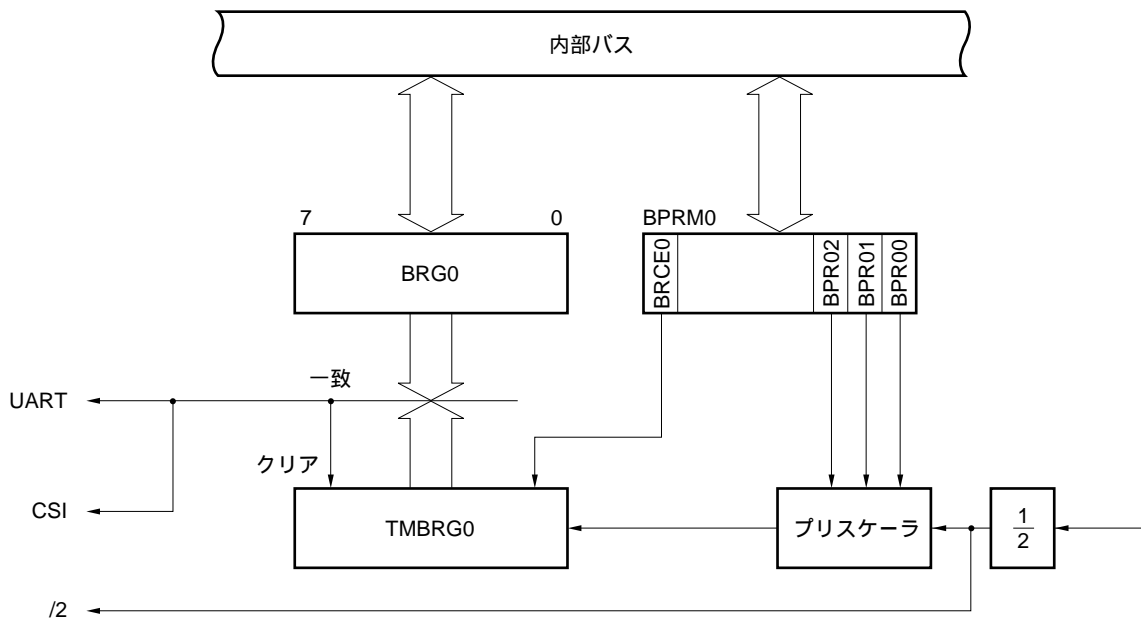 内部バス
7 0 BPRM0
BRG0
BRCE0
BPR02
BPR01
BPR00
一致
UART
クリア
CSI
TMBRG0
プリスケーラ
1
2
/2